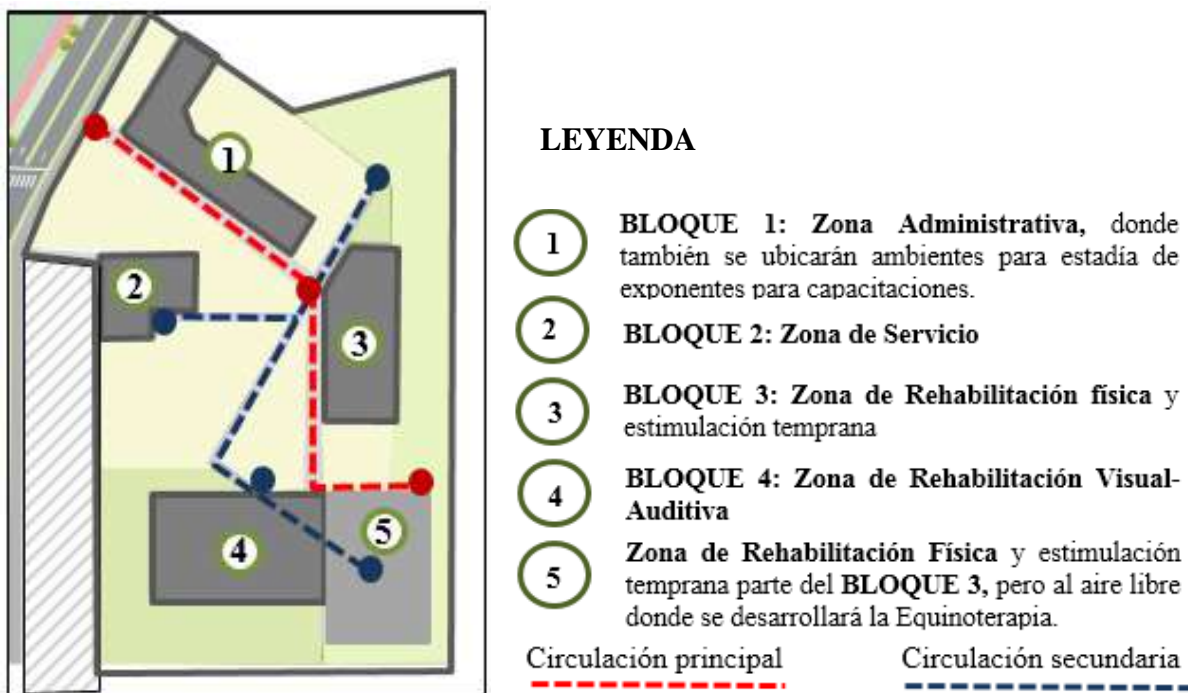 1
2
3
4
5
LEYENDA
1
BLOQUE 1: Zona Administrativa, donde
también se ubicarán ambientes para estadía de
exponentes para capacitaciones.
2
BLOQUE 2: Zona de Servicio
3
BLOQUE 3: Zona de Rehabilitación física y
estimulación temprana
4
BLOQUE 4: Zona de Rehabilitación Visual-
Auditiva
5
Zona de Rehabilitación Física y estimulación
temprana parte del BLOQUE 3, pero al aire libre
donde se desarrollará la Equinoterapia.
Circulación principal
Circulación secundaria